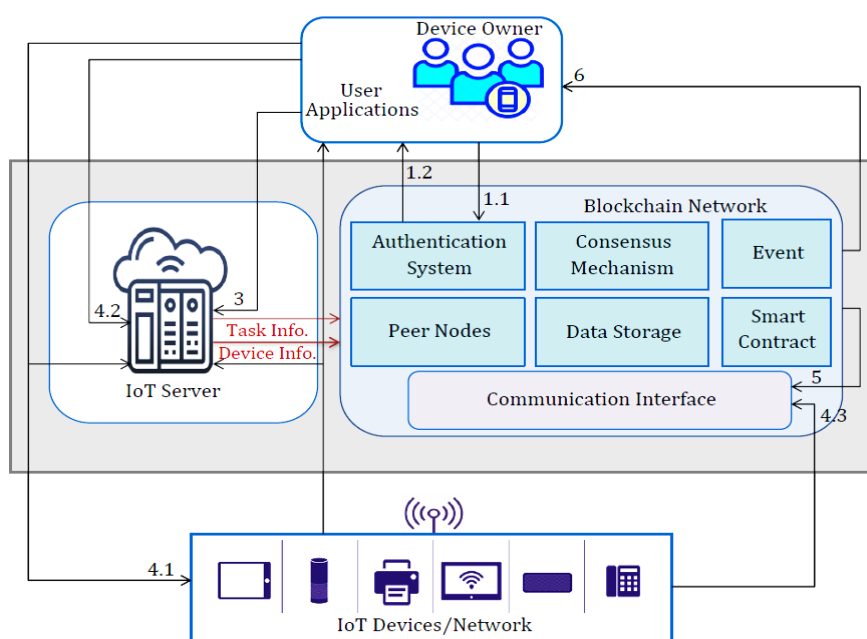 Device Owner
User
Applications
6
1.2
1.1
Blockchain Network
Authentication
System
Consensus
Mechanism
Event
4.2
3
Task Info.
Device Info.
IoT Server
Peer Nodes
Data Storage
Smart
Contract
5
Communication Interface
4.3
4.1
IoT Devices/Network